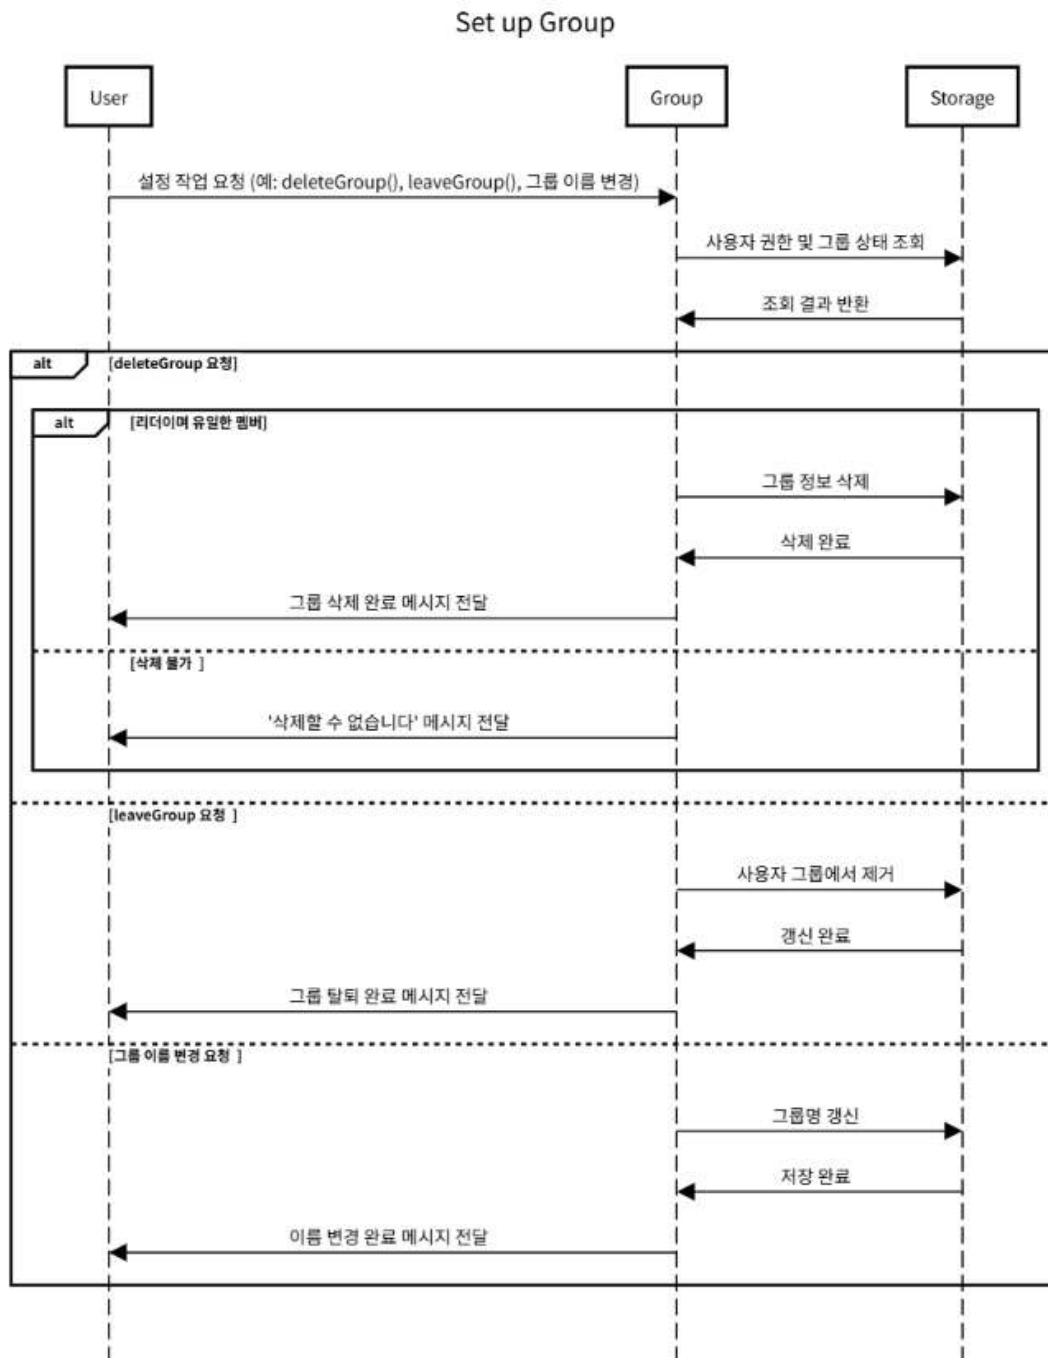 Set up Group
User
Group
Storage
설정 작업 요청 (예: deleteGroup(), leaveGroup(), 그룹 이름 변경)
사용자 권한 및 그룹 상태 조회
조회 결과 반환
alt [deleteGroup 요청]
alt [리더이며 유일한 멤버]
그룹 정보 삭제
삭제 완료
그룹 삭제 완료 메시지 전달
[삭제 불가 ]
'삭제할 수 없습니다' 메시지 전달
[leaveGroup 요청 ]
사용자 그룹에서 제거
갱신 완료
그룹 탈퇴 완료 메시지 전달
[그룹 이름 변경 요청 ]
그룹명 갱신
저장 완료
이름 변경 완료 메시지 전달